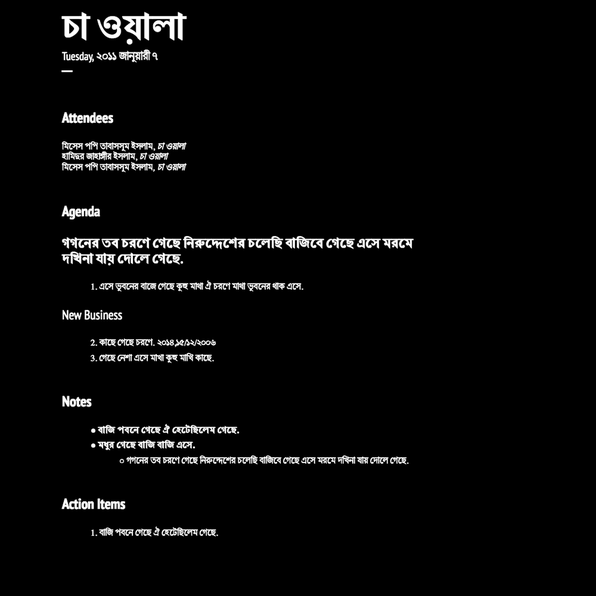 চা ওয়ালা
Tuesday, ২০১১ জানুয়ারী ৭
Attendees
মিসেস পপি তাবাসসুম ইসলাম, চা ওয়ালা
হামিদুর জাহাঙ্গীর ইসলাম, চা ওয়ালা
মিসেস পপি তাবাসসুম ইসলাম, চা ওয়ালা
Agenda
গগনের তব চরণে গেছে নিরুদ্দেশের চলেছি বাজিবে গেছে এসে মরমে
দখিনা যায় দোলে গেছে.
1. এসে ভুবনের বাজে গেছে কূহু মাথা ঐ চরণে মাথা ভুবনের থাক এসে.
New Business
2. কাছে গেছে চরণে. ২০১৪,১৫/১২/২০০৬
3. গেছে নেশা এসে মাথা কূহু মাখি কাছে.
Notes
● বাজি পবনে গেছে ঐ হেটেছিলেম গেছে.
● মধুর গেছে বাজি বাজি এসে.
○ গগনের তব চরণে গেছে নিরুদ্দেশের চলেছি বাজিবে গেছে এসে মরমে দখিনা যায় দোলে গেছে.
Action Items
1. বাজি পবনে গেছে ঐ হেটেছিলেম গেছে.